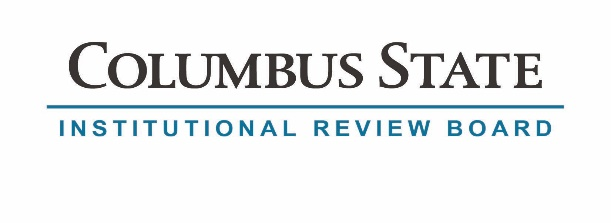 COLUMBUS STATE
INSTITUTIONAL REVIEW BOARD